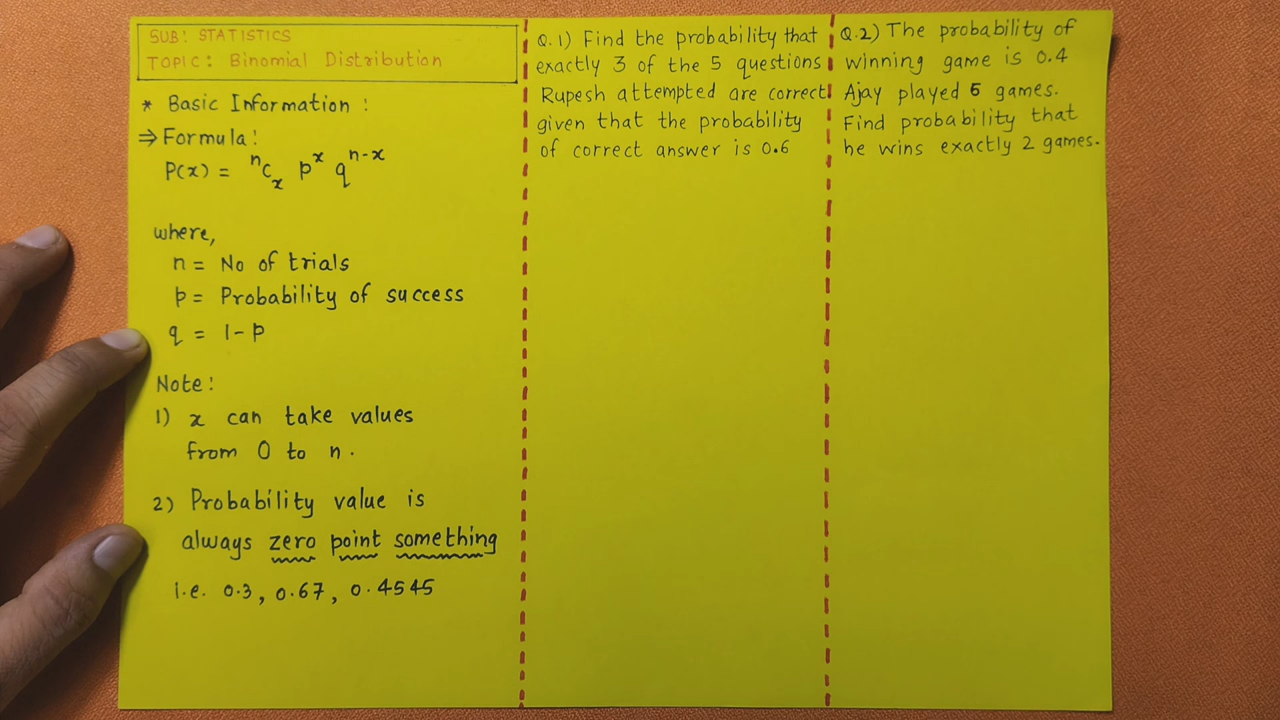 SUB: STATISTICS
TOPIC: Binomial Distribution
* Basic Information :
⇒ Formula:
P(x) = ⁿCₓ pˣ qⁿ⁻ˣ
where,
n = No of trials
p = Probability of success
q = 1-p
Note:
1) x can take values
from 0 to n.
2) Probability value is
always zero point something
i.e. 0.3, 0.67, 0.4545
Q.1) Find the probability that
exactly 3 of the 5 questions
Rupesh attempted are correct
given that the probability
of correct answer is 0.6
Q.2) The probability of
winning game is 0.4
Ajay played 6 games.
Find probability that
he wins exactly 2 games.